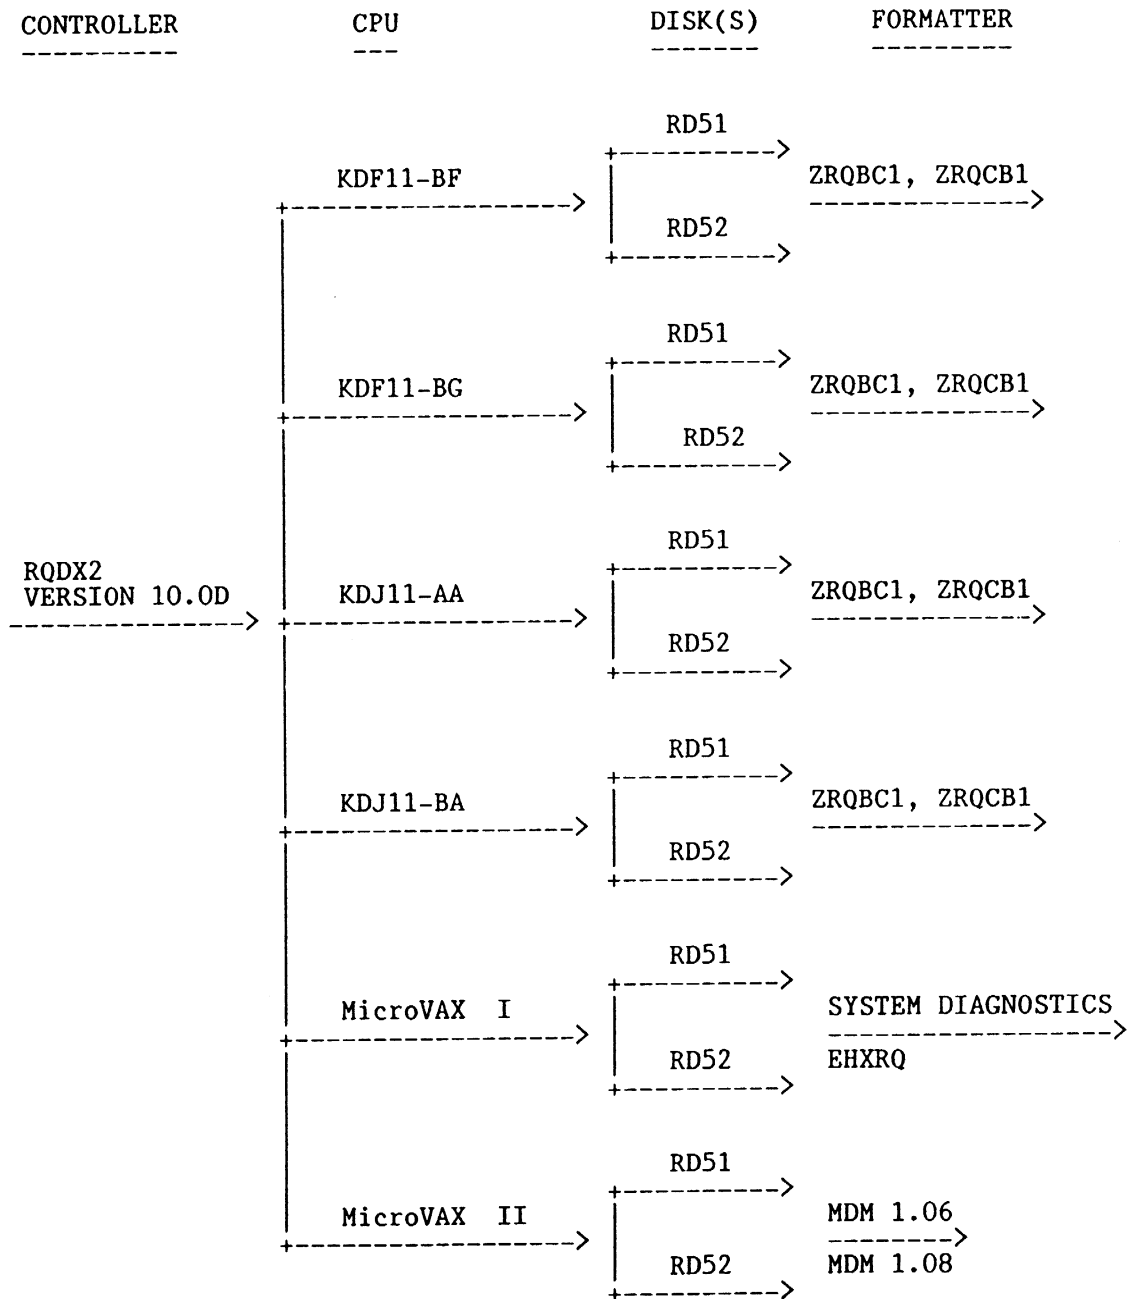 CONTROLLER CPU DISK(S) FORMATTER
RD51
KDF11-BF ZRQBC1, ZRQCB1
RD52
RD51
KDF11-BG ZRQBC1, ZRQCB1
RD52
RD51
RQDX2
VERSION 10.0D KDJ11-AA ZRQBC1, ZRQCB1
RD52
RD51
KDJ11-BA ZRQBC1, ZRQCB1
RD52
RD51
MicroVAX I SYSTEM DIAGNOSTICS
RD52 EHXRQ
RD51
MicroVAX II MDM 1.06
RD52 MDM 1.08